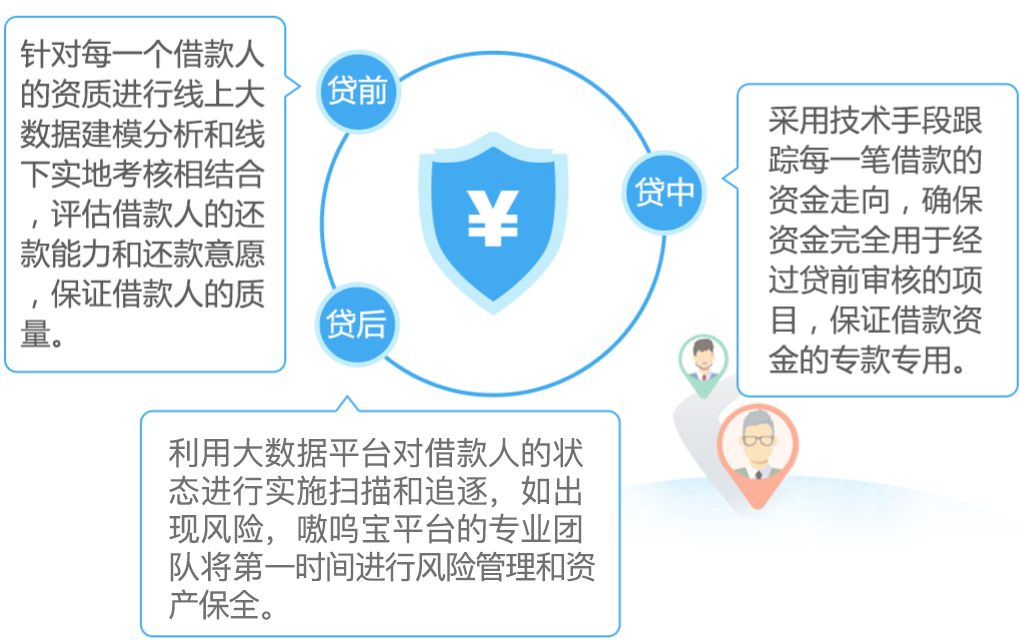 针对每一个借款人
的资质进行线上大
数据建模分析和线
下实地考核相结合
，评估借款人的还
款能力和还款意愿
，保证借款人的质
量。
贷前
¥
贷中
采用技术手段跟
踪每一笔借款的
资金走向，确保
资金完全用于经
过贷前审核的项
目，保证借款资
金的专款专用。
贷后
利用大数据平台对借款人的状
态进行实施扫描和追逐，如出
现风险，嗷呜宝平台的专业团
队将第一时间进行风险管理和资
产保全。